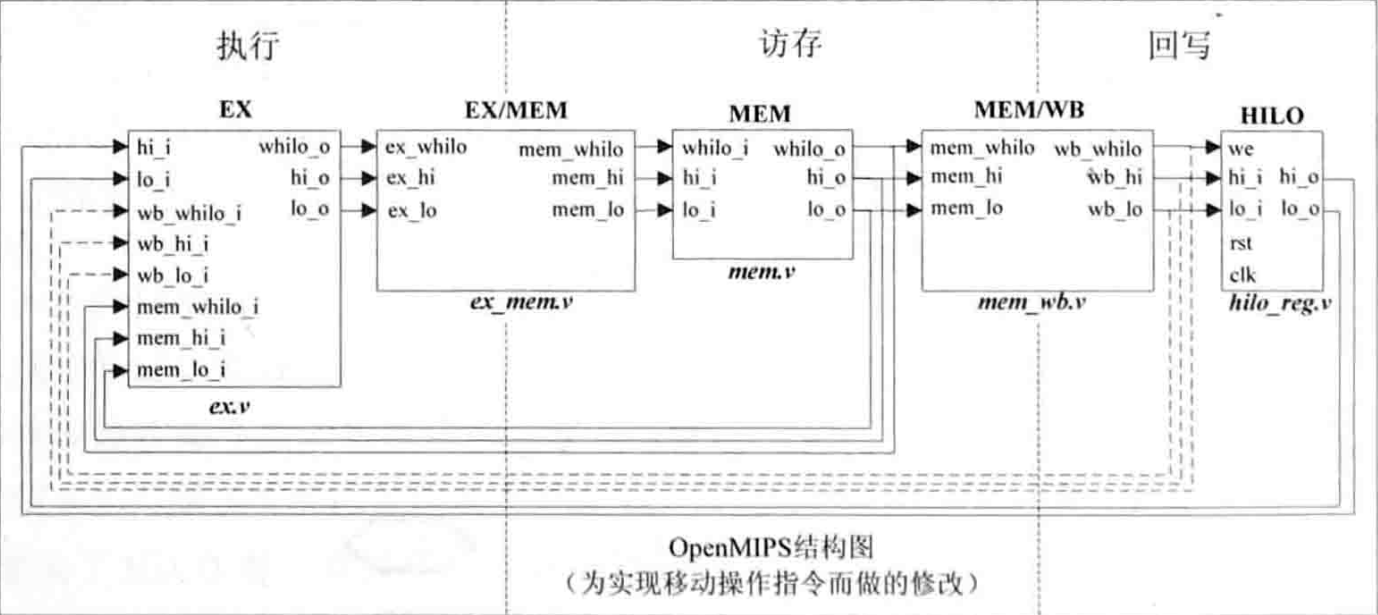 执行 访存 回写
EX EX/MEM MEM MEM/WB HILO
hi_i whilo_o ex_whilo mem_whilo whilo_i whilo_o mem_whilo wb_whilo we
lo_i hi_o ex_hi mem_hi hi_i hi_o mem_hi wb_hi hi_i hi_o
wb_whilo_i lo_o ex_lo mem_lo lo_i lo_o mem_lo wb_lo lo_i lo_o
wb_hi_i rst
wb_lo_i mem.v clk
mem_whilo_i ex_mem.v mem_wb.v hilo_reg.v
mem_hi_i
mem_lo_i
ex.v
OpenMIPS结构图
（为实现移动操作指令而做的修改）